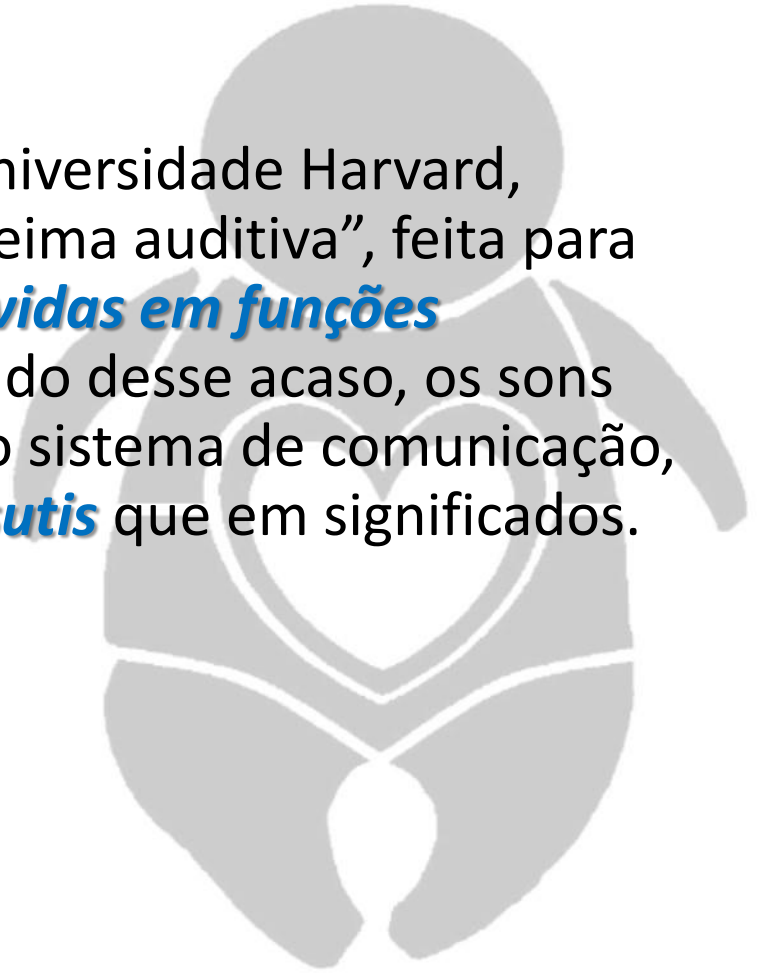 niversidade Harvard,
eima auditiva”, feita para
vidas em funções
do desse acaso, os sons
o sistema de comunicação,
sutis que em significados.